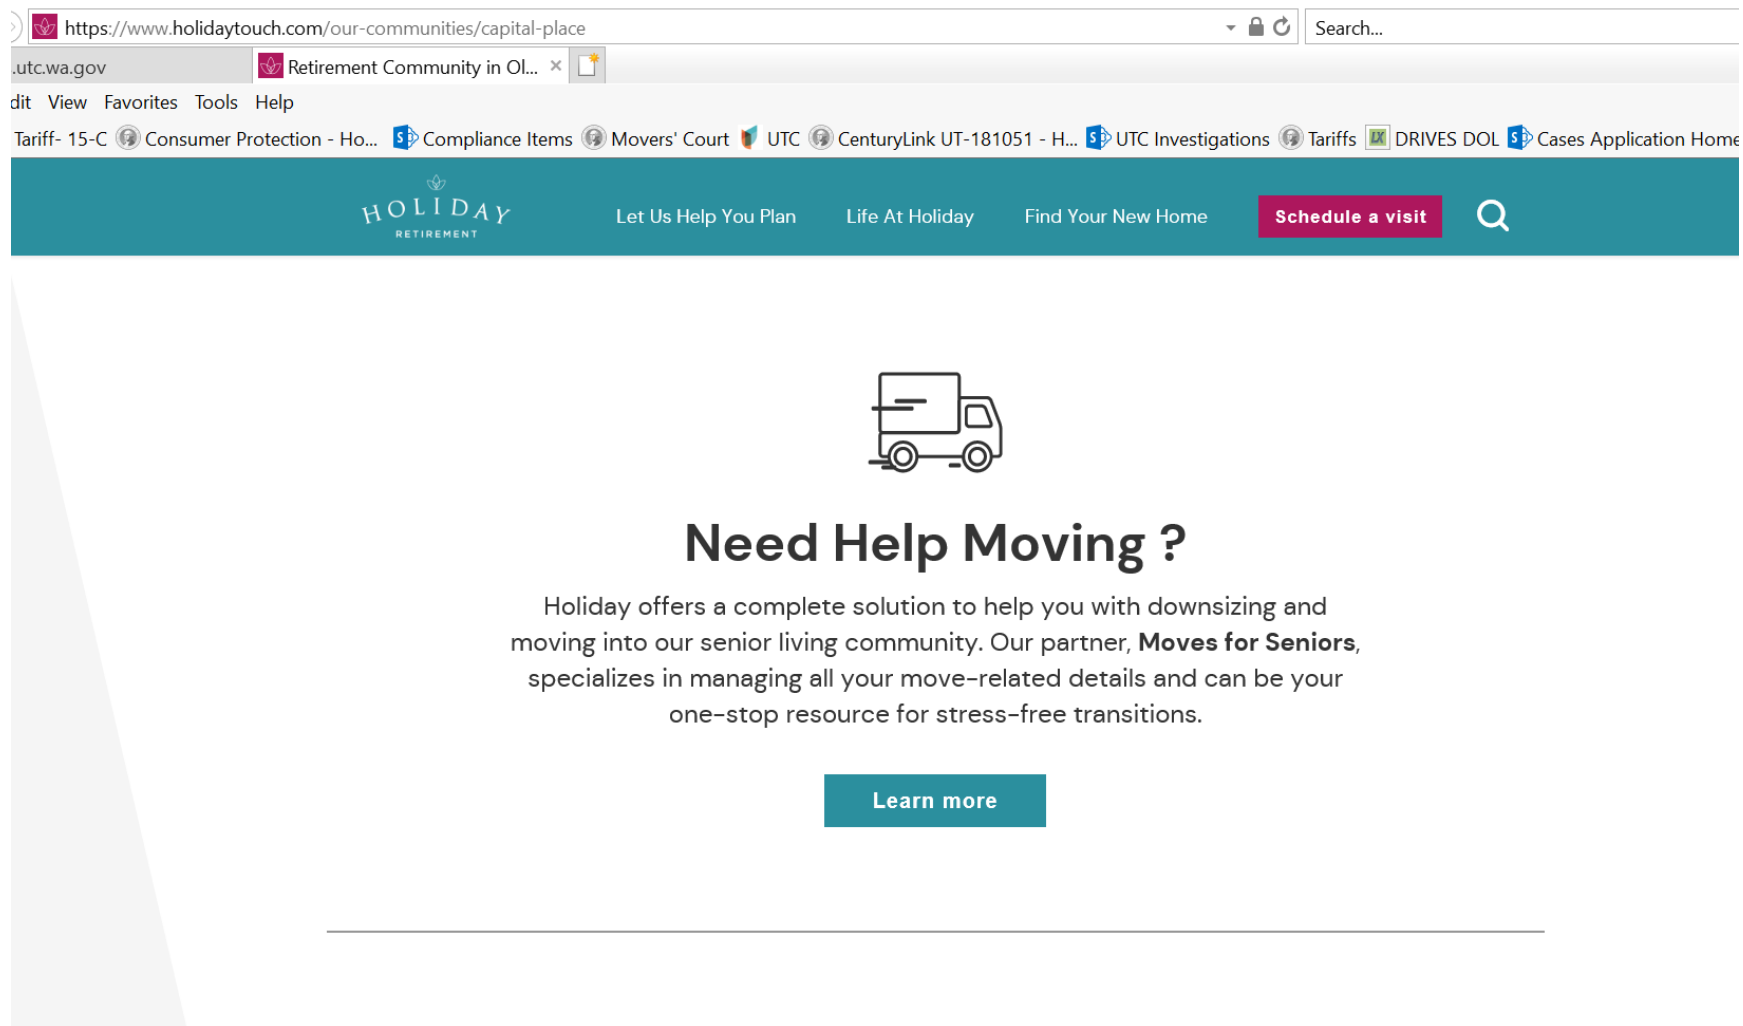 https://www.holidaytouch.com/our-communities/capital-place
Search...
.utc.wa.gov
Retirement Community in Ol...
dit View Favorites Tools Help
Tariff- 15-C Consumer Protection - Ho... Compliance Items Movers' Court UTC CenturyLink UT-181051 - H... UTC Investigations Tariffs DRIVES DOL Cases Application Home
HOLIDAY
RETIREMENT
Let Us Help You Plan
Life At Holiday
Find Your New Home
Schedule a visit
Need Help Moving ?
Holiday offers a complete solution to help you with downsizing and
moving into our senior living community. Our partner, Moves for Seniors,
specializes in managing all your move-related details and can be your
one-stop resource for stress-free transitions.
Learn more